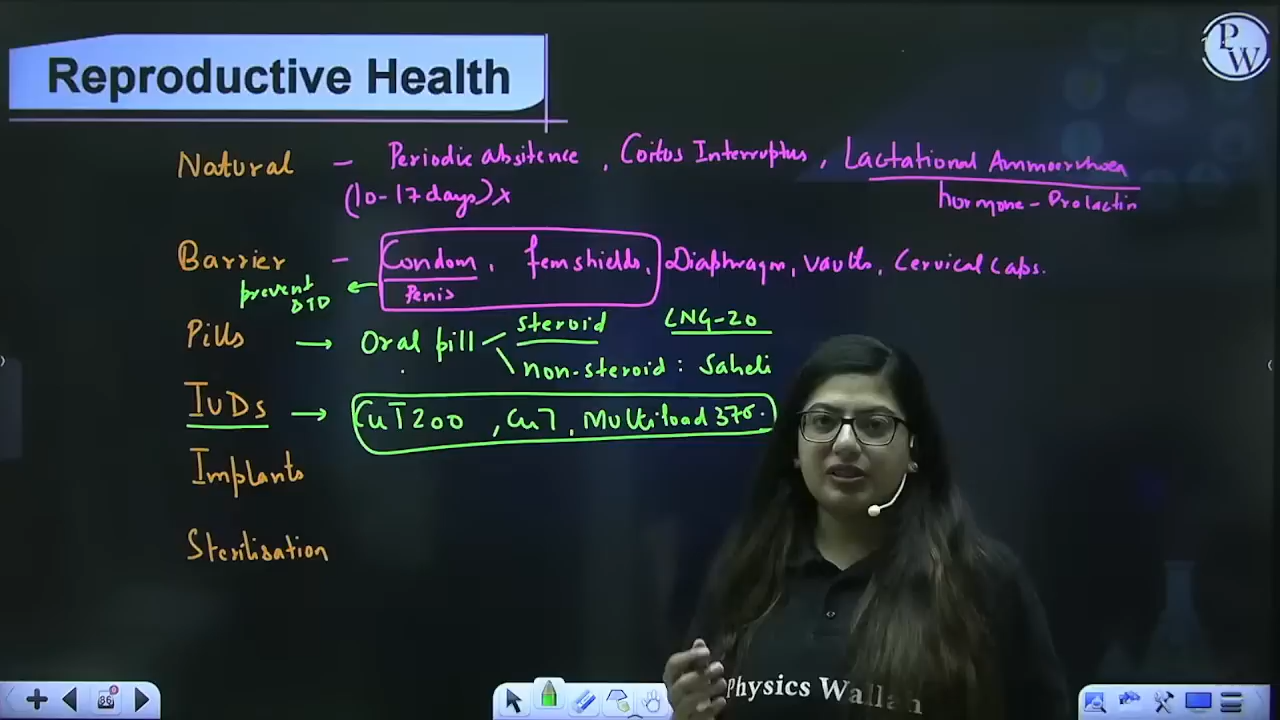 Reproductive Health
PW
Natural - Periodic absitence, Coitus Interruptus, Lactational Ammoerrhoea
(10-17 days) x
hormone - Prolactin
Barrier - Condom, femshields, Diaphragm, vaults, Cervical Caps.
prevent STD ← Penis
Pills → Oral pill
steroid LNG-20
non-steroid : Saheli
IUDs → CuT200, Cu7, Multiload 375.
Implants
Sterilisation
Physics Wallah
86